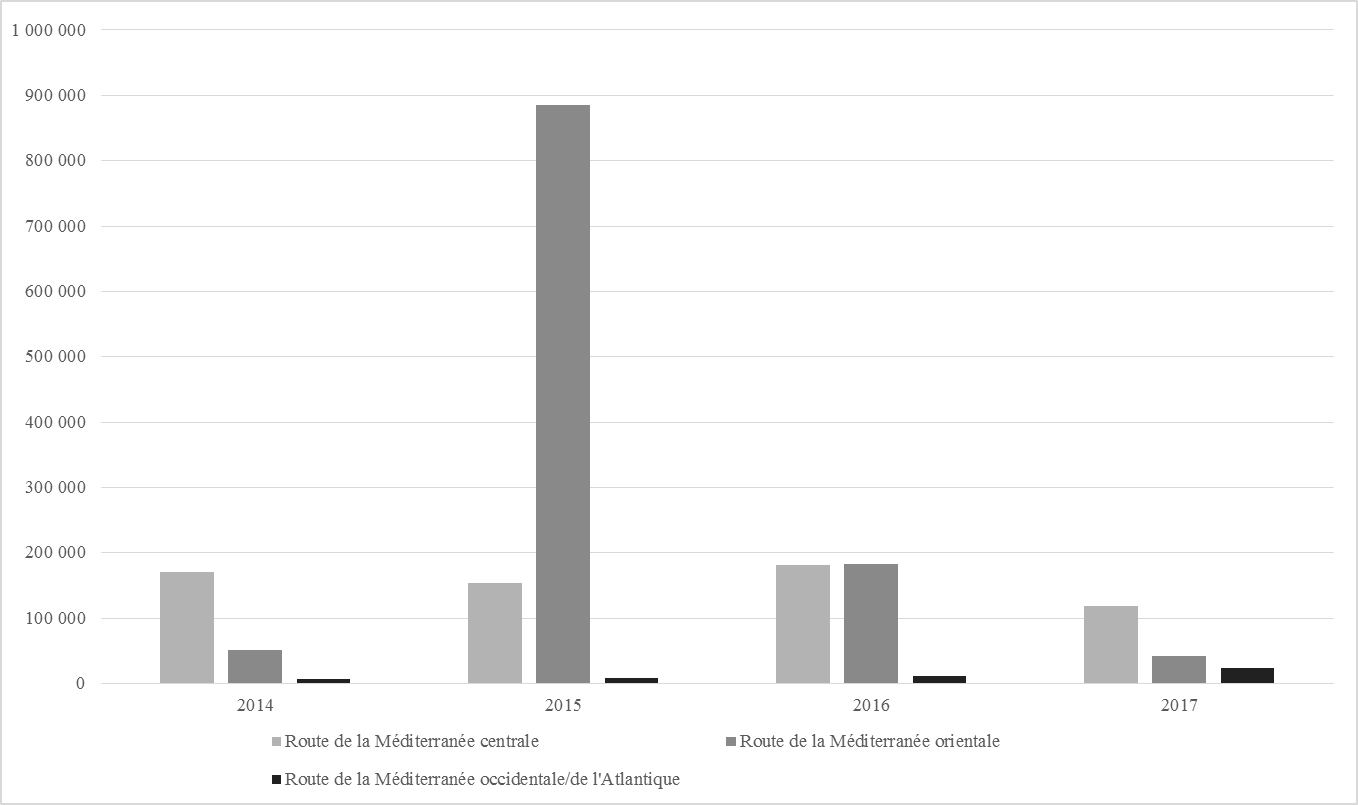 1 000 000
900 000
800 000
700 000
600 000
500 000
400 000
300 000
200 000
100 000
0
2014 2015 2016 2017
Route de la Méditerranée centrale Route de la Méditerranée orientale
Route de la Méditerranée occidentale/de l'Atlantique